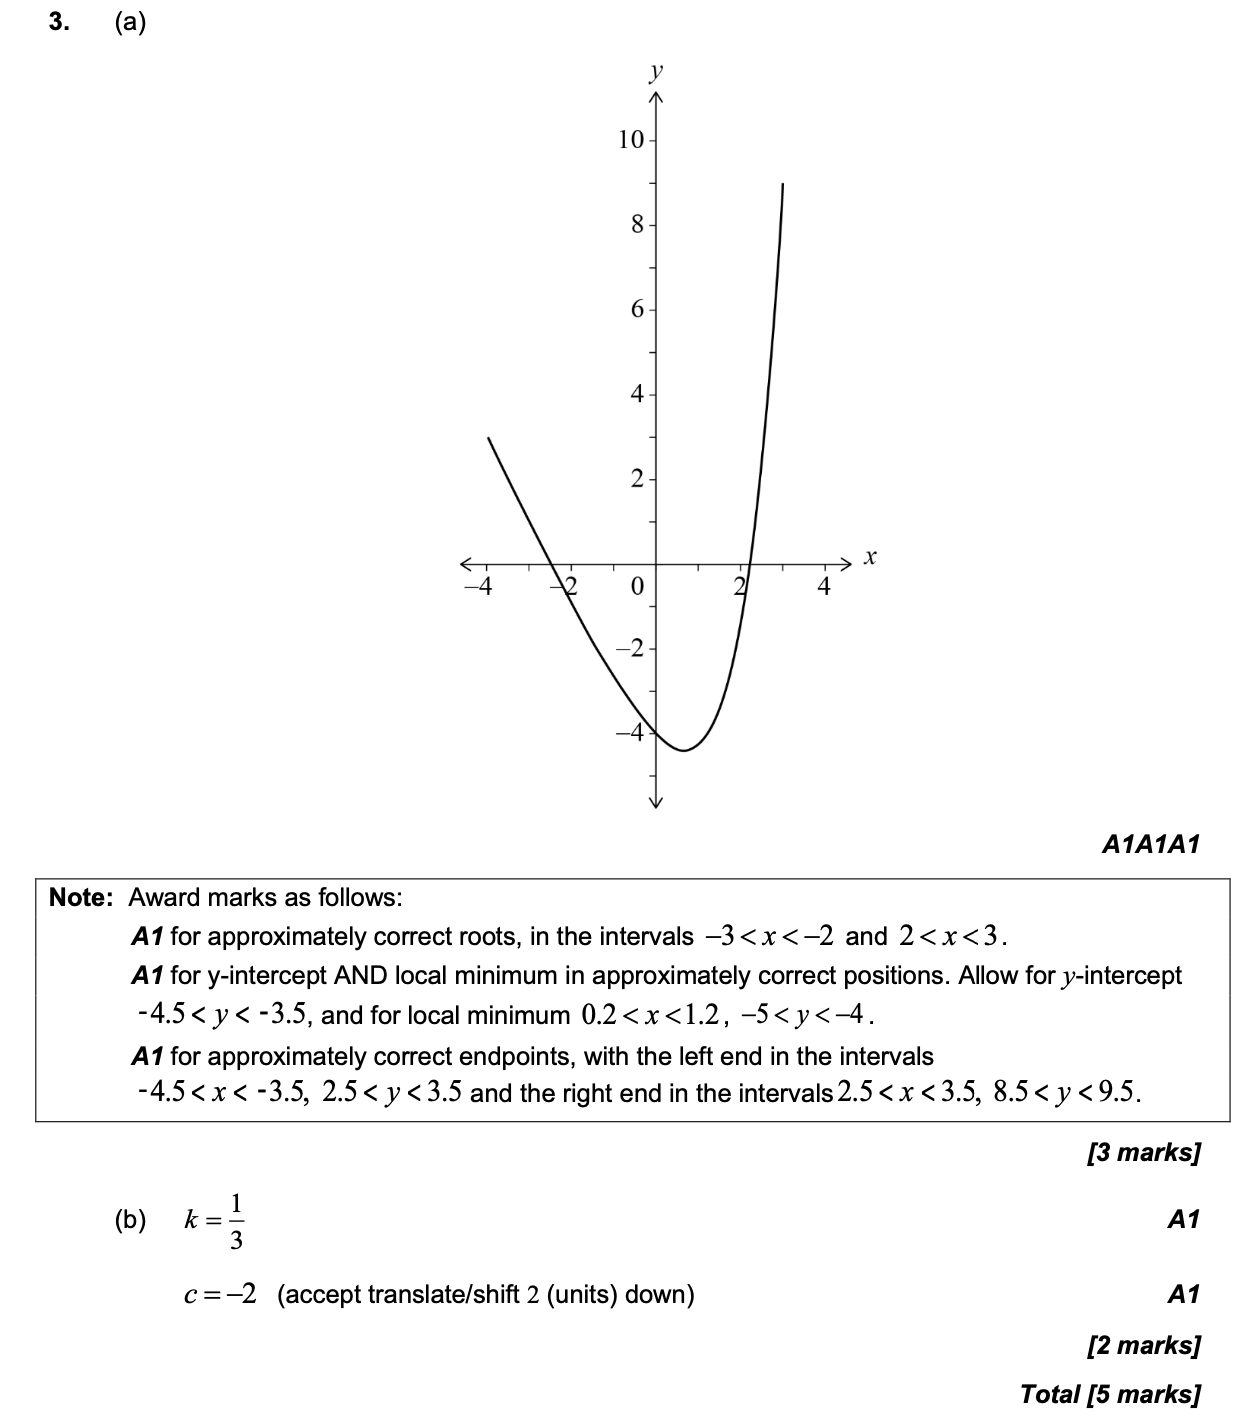 3. (a)
y
10
8
6
4
2
x
–4 –2 0 2 4
–2
–4
A1A1A1
Note: Award marks as follows:
A1 for approximately correct roots, in the intervals –3 < x < –2 and 2 < x < 3.
A1 for y-intercept AND local minimum in approximately correct positions. Allow for y-intercept
-4.5 < y < -3.5, and for local minimum 0.2 < x < 1.2, –5 < y < –4.
A1 for approximately correct endpoints, with the left end in the intervals
-4.5 < x < -3.5, 2.5 < y < 3.5 and the right end in the intervals 2.5 < x < 3.5, 8.5 < y < 9.5.
[3 marks]
(b) k = 1/3 A1
c = –2 (accept translate/shift 2 (units) down) A1
[2 marks]
Total [5 marks]